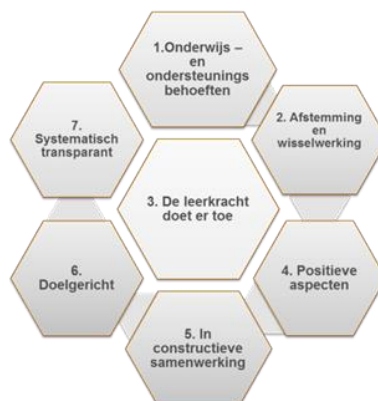 1.Onderwijs –
en
ondersteunings
behoeften
2. Afstemming
en
wisselwerking
3. De leerkracht
doet er toe
4. Positieve
aspecten
5. In
constructieve
samenwerking
6.
Doelgericht
7.
Systematisch
transparant